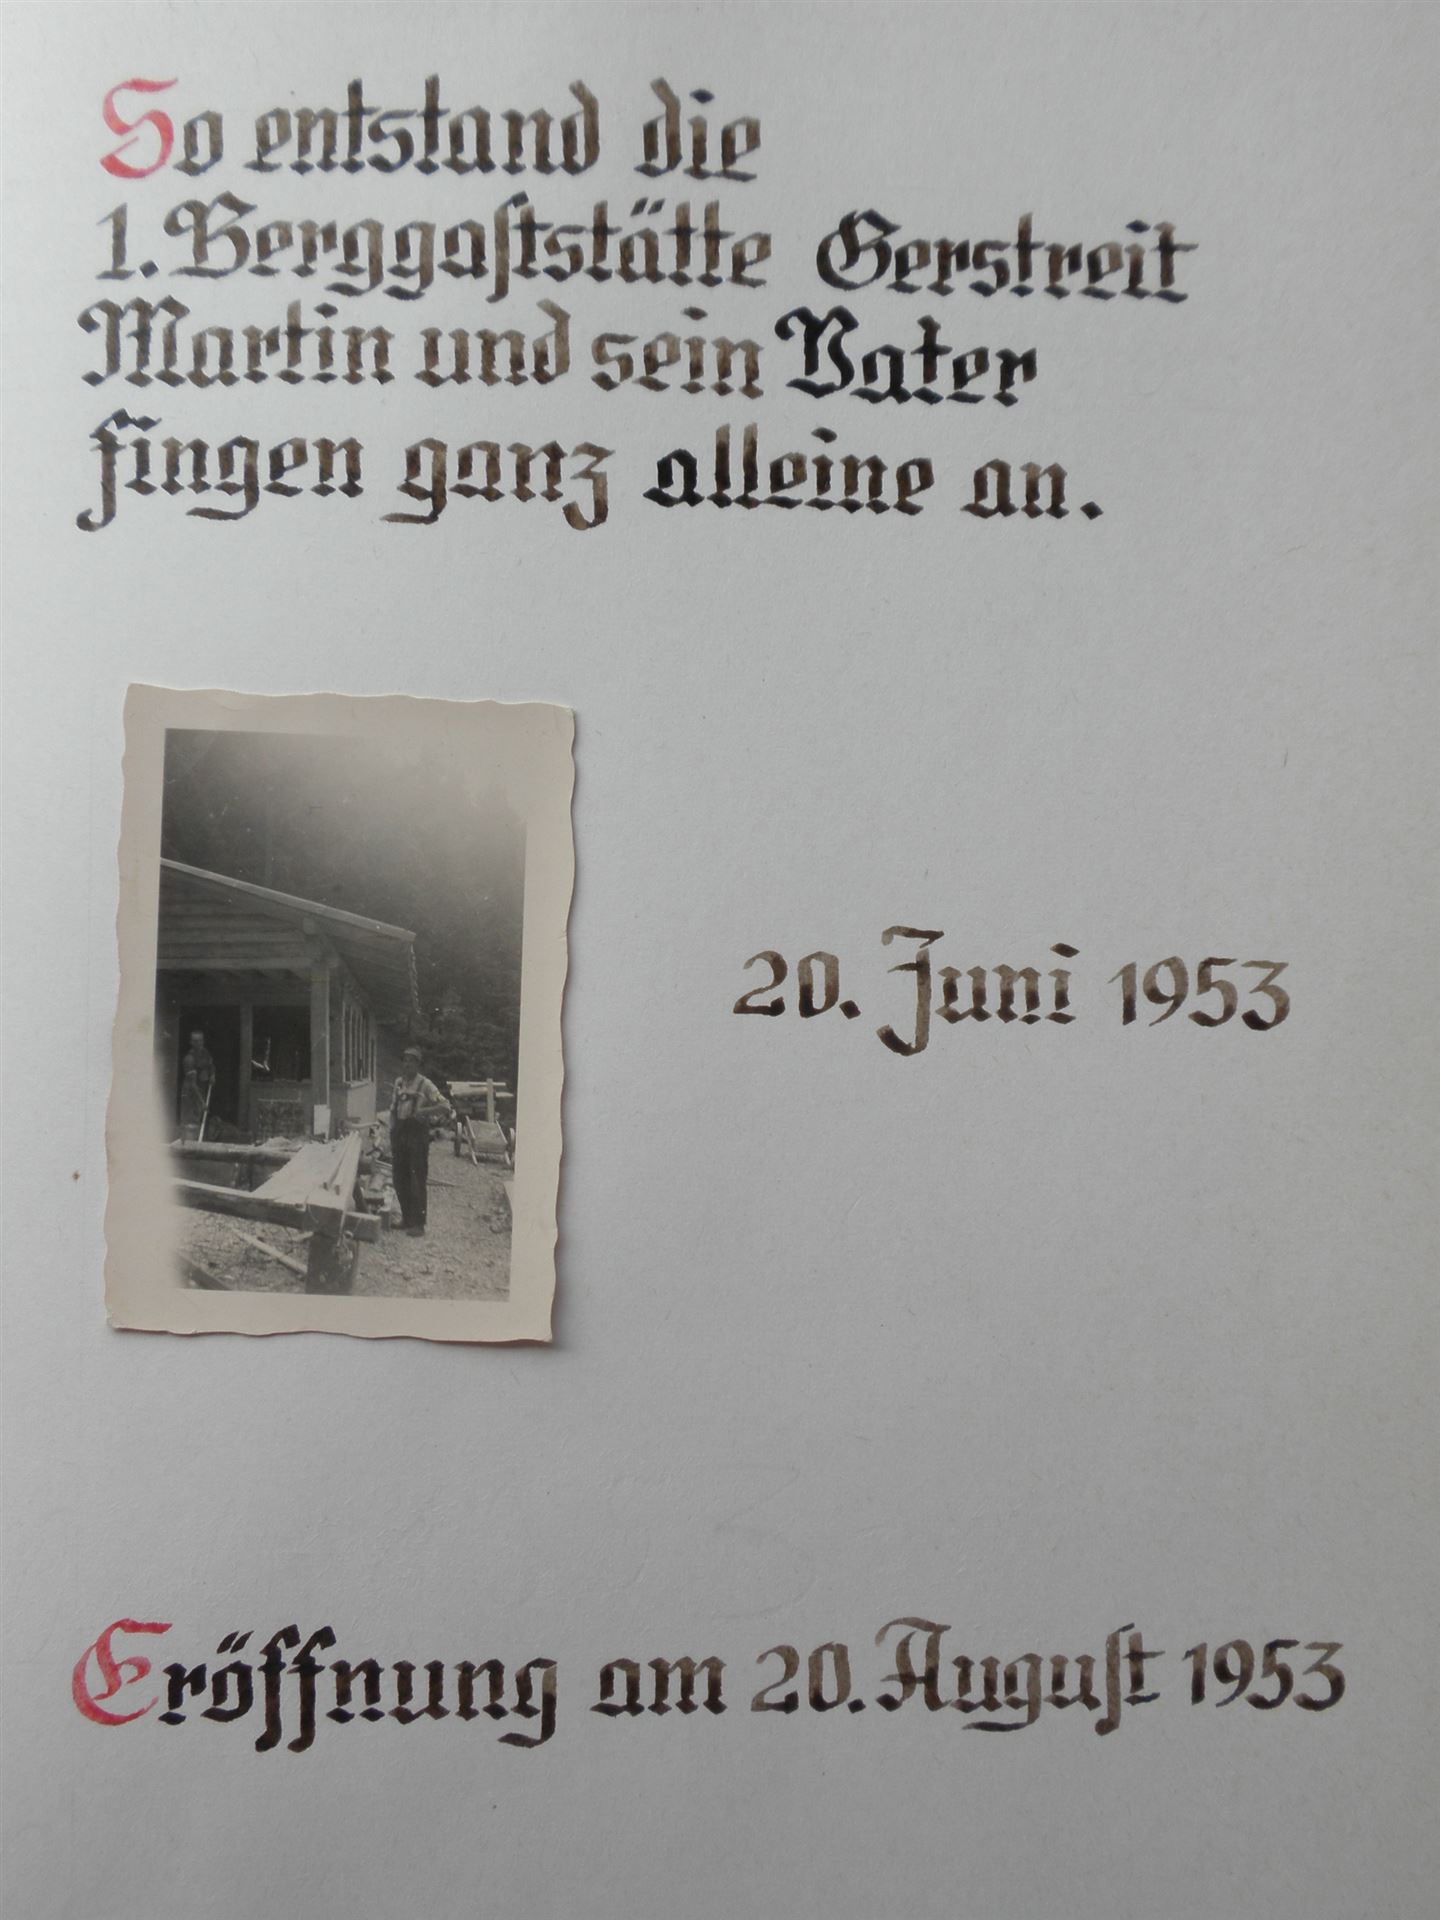 So entstand die
1. Berggaststätte Gerstreit
Martin und sein Vater
fingen ganz alleine an.
20. Juni 1953
Eröffnung am 20. August 1953